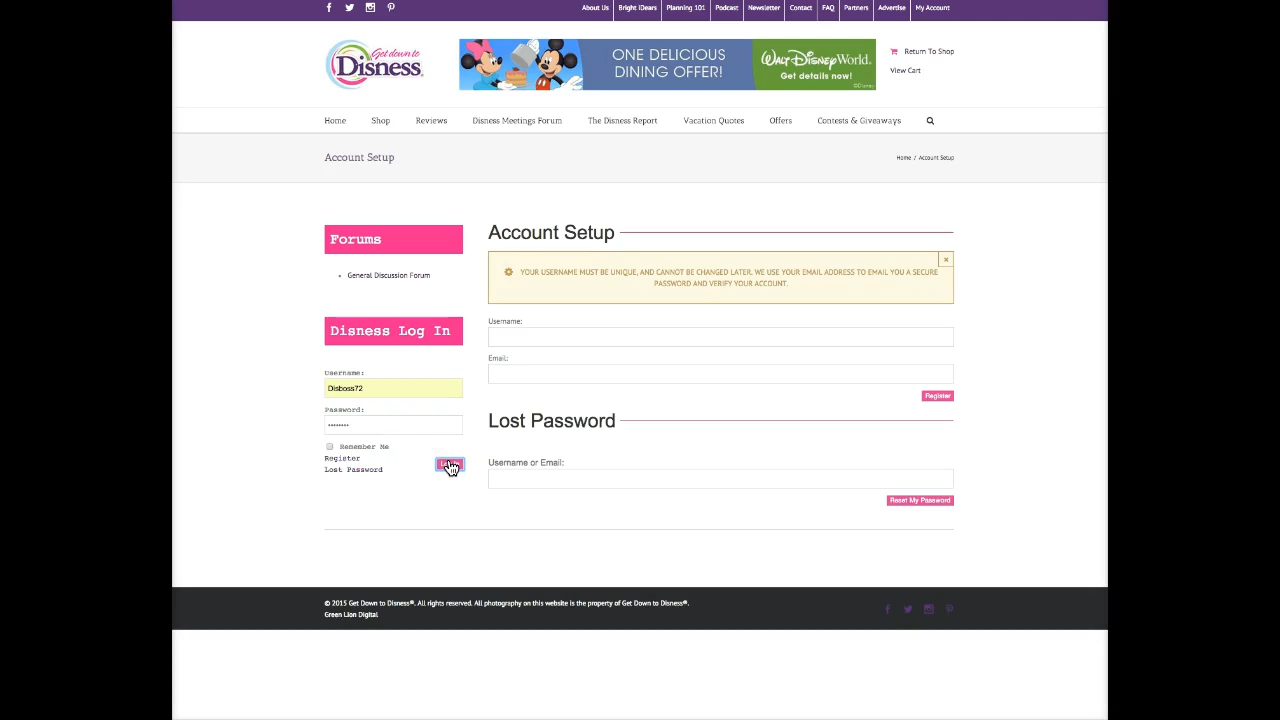 About Us
Bright iDears
Planning 101
Podcast
Newsletter
Contact
FAQ
Partners
Advertise
My Account
Get down to
Disness
ONE DELICIOUS
DINING OFFER!
WALT DISNEY World.
Get details now!
©Disney
Return To Shop
View Cart
Home
Shop
Reviews
Disness Meetings Forum
The Disness Report
Vacation Quotes
Offers
Contests & Giveaways
Account Setup
Home / Account Setup
Forums
General Discussion Forum
Disness Log In
Username:
Disboss72
Password:
••••••••
Remember Me
Register
Lost Password
Account Setup
×
YOUR USERNAME MUST BE UNIQUE, AND CANNOT BE CHANGED LATER. WE USE YOUR EMAIL ADDRESS TO EMAIL YOU A SECURE
PASSWORD AND VERIFY YOUR ACCOUNT.
Username:
Email:
Register
Lost Password
Username or Email:
Reset My Password
© 2015 Get Down to Disness®. All rights reserved. All photography on this website is the property of Get Down to Disness®.
Green Lion Digital